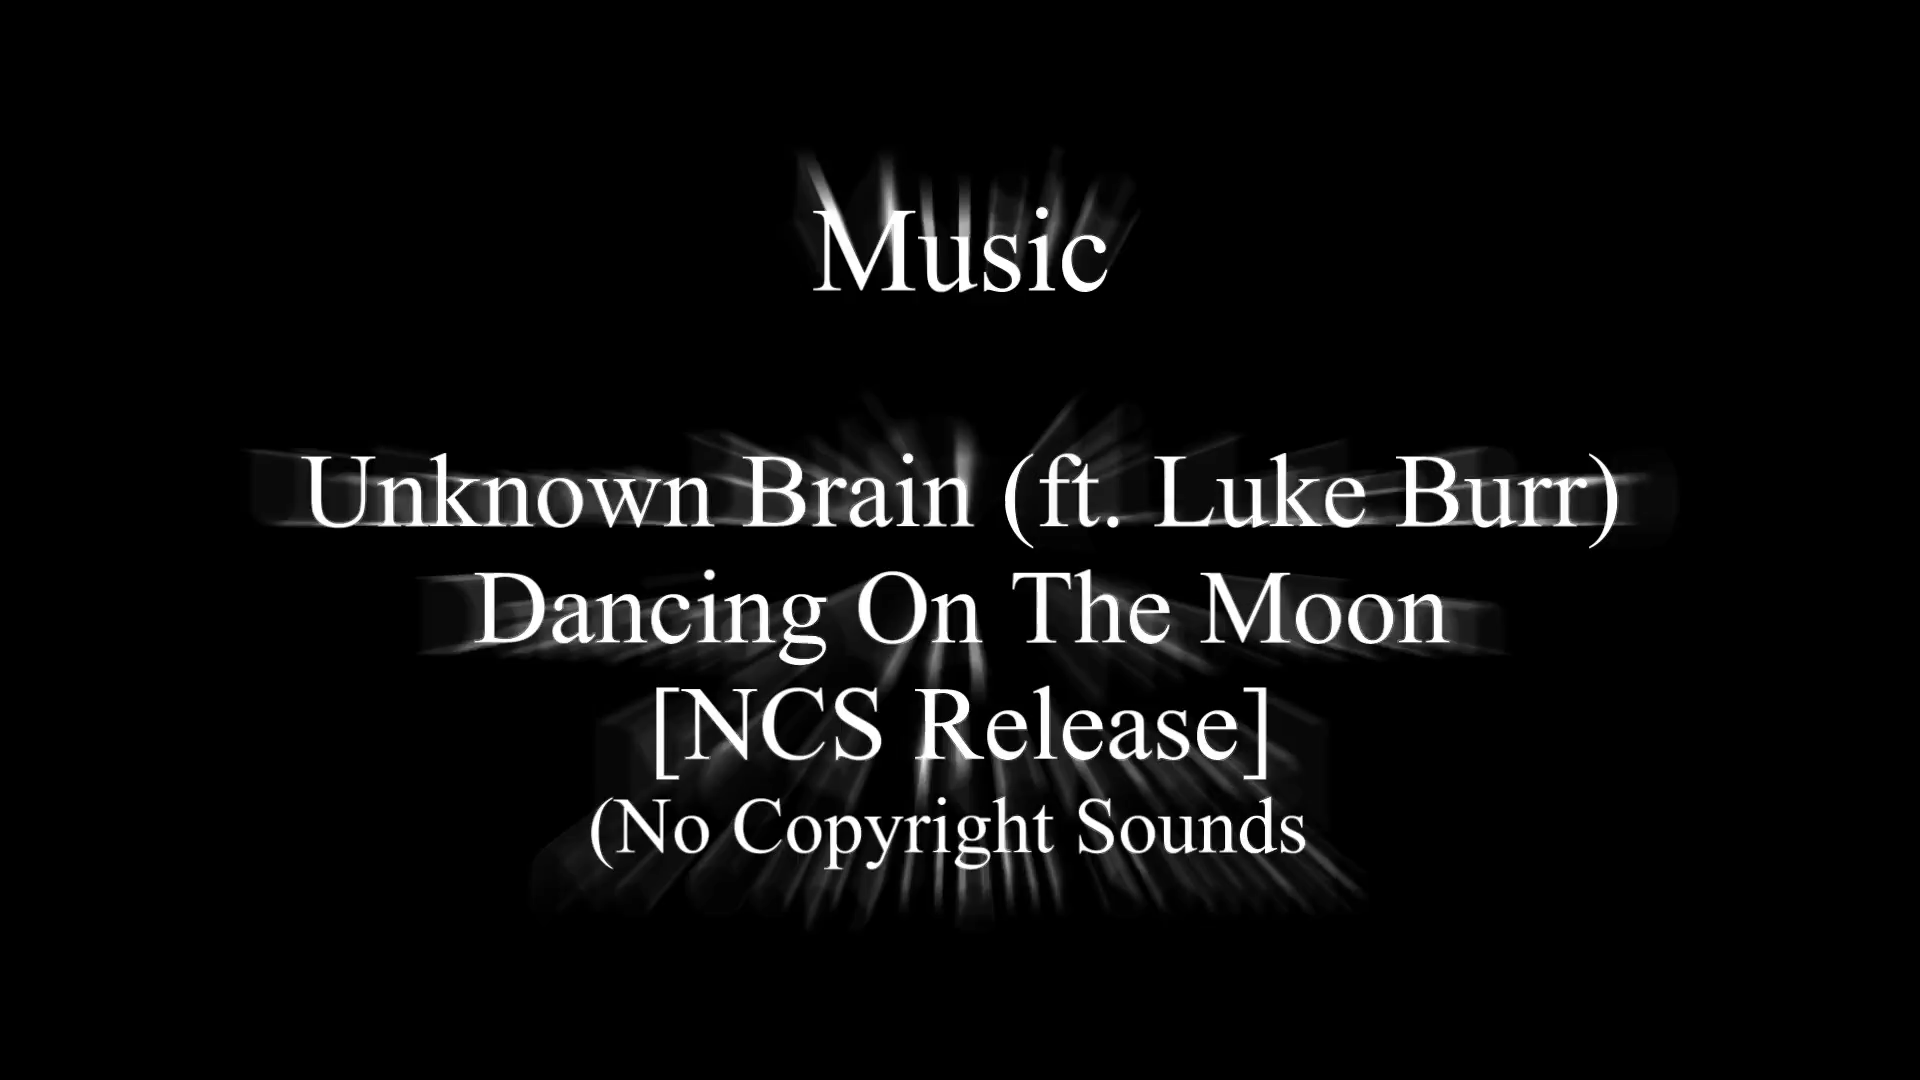 Music
Unknown Brain (ft. Luke Burr)
Dancing On The Moon
[NCS Release]
(No Copyright Sounds